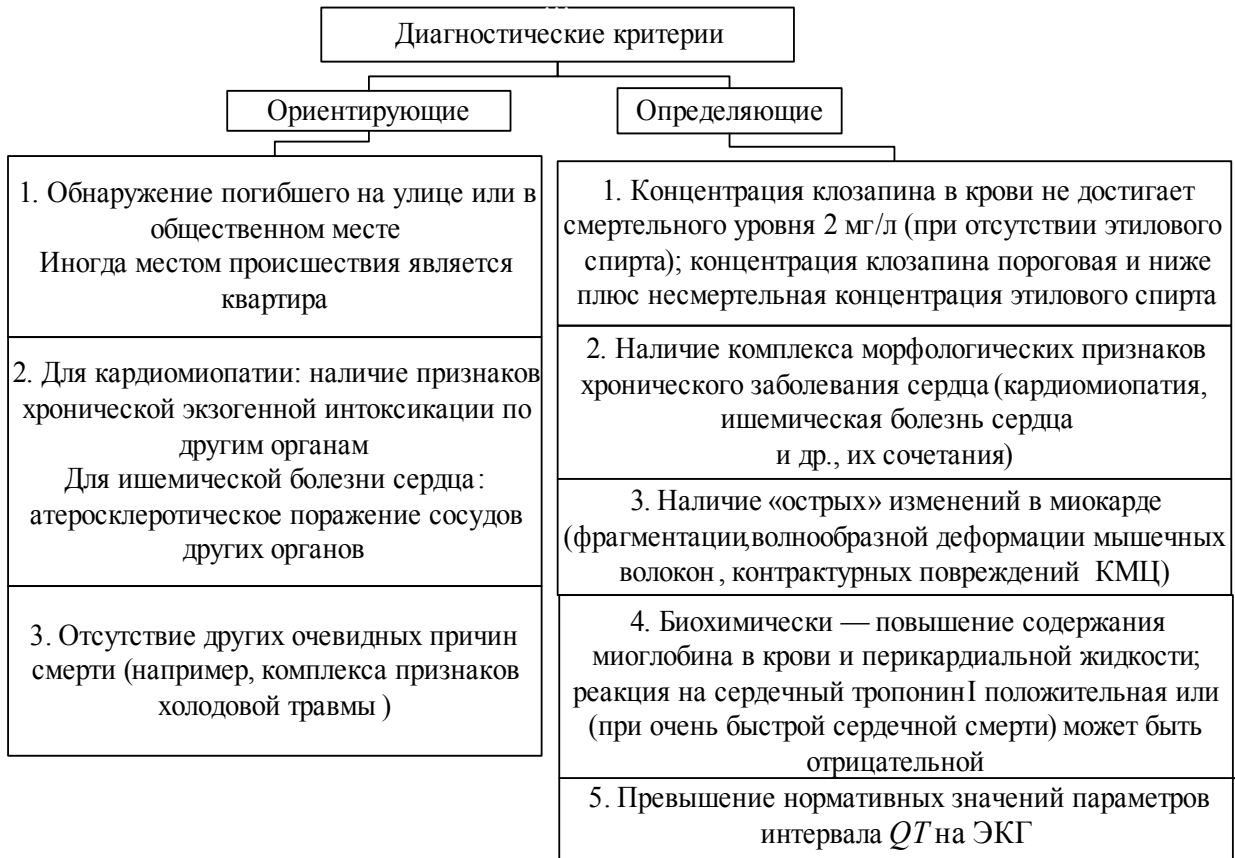 Диагностические критерии
Ориентирующие
Определяющие
1. Обнаружение погибшего на улице или в
общественном месте
Иногда местом происшествия является
квартира
2. Для кардиомиопатии: наличие признаков
хронической экзогенной интоксикации по
другим органам
Для ишемической болезни сердца:
атеросклеротическое поражение сосудов
других органов
3. Отсутствие других очевидных причин
смерти (например, комплекса признаков
холодовой травмы )
1. Концентрация клозапина в крови не достигает
смертельного уровня 2 мг/л (при отсутствии этилового
спирта); концентрация клозапина пороговая и ниже
плюс несмертельная концентрация этилового спирта
2. Наличие комплекса морфологических признаков
хронического заболевания сердца (кардиомиопатия,
ишемическая болезнь сердца
и др., их сочетания)
3. Наличие «острых» изменений в миокарде
(фрагментации,волнообразной деформации мышечных
волокон , контрактурных повреждений КМЦ)
4. Биохимически — повышение содержания
миоглобина в крови и перикардиальной жидкости;
реакция на сердечный тропонин I положительная или
(при очень быстрой сердечной смерти) может быть
отрицательной
5. Превышение нормативных значений параметров
интервала QT на ЭКГ